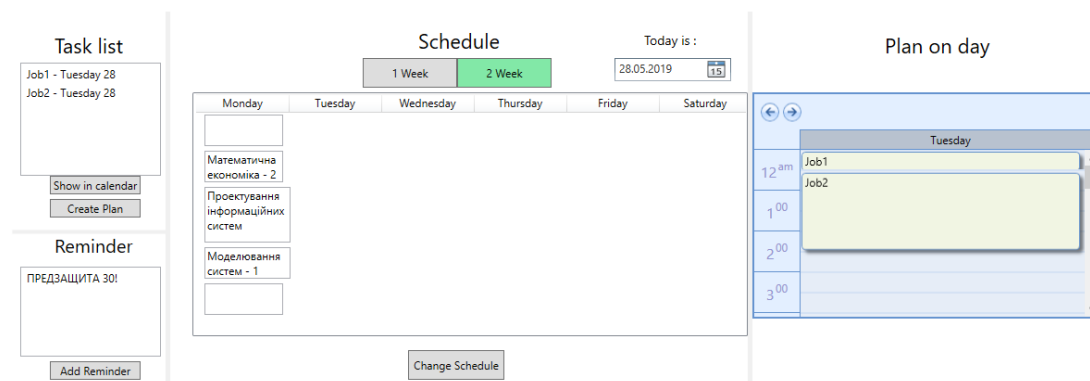 Task list
Job1 - Tuesday 28
Job2 - Tuesday 28
Show in calendar
Create Plan
Reminder
ПРЕДЗАЩИТА 30!
Add Reminder
Schedule
Today is :
1 Week
2 Week
28.05.2019
15
Monday Tuesday Wednesday Thursday Friday Saturday
Математична
економіка - 2
Проектування
інформаційних
систем
Моделювання
систем - 1
Change Schedule
Plan on day
Tuesday
12 am
Job1
Job2
1 00
2 00
3 00